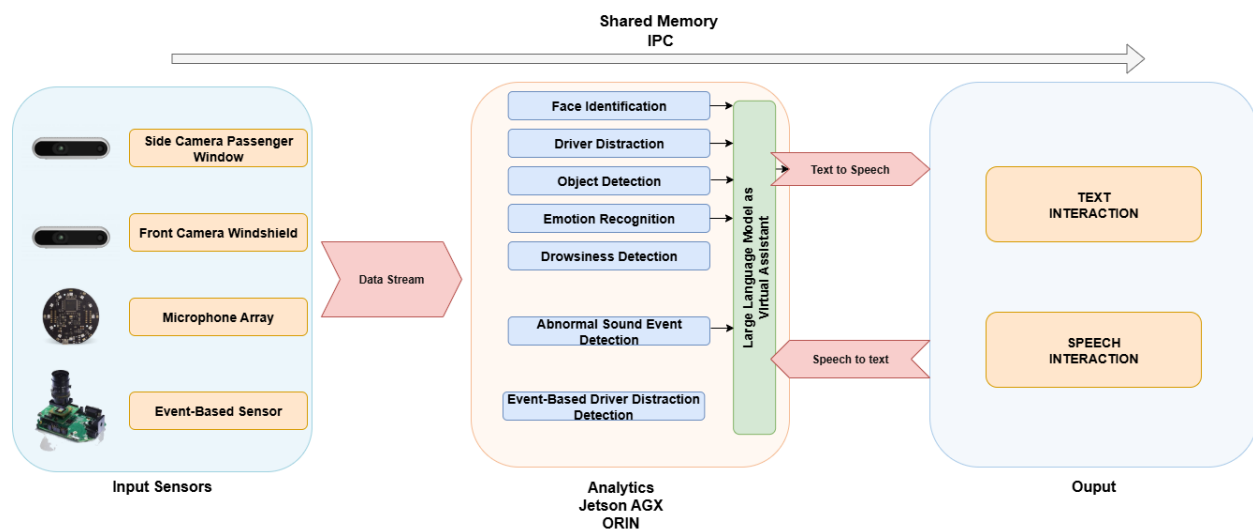 Shared Memory
IPC
Side Camera Passenger
Window
Front Camera Windshield
Microphone Array
Event-Based Sensor
Input Sensors
Data Stream
Face Identification
Driver Distraction
Object Detection
Emotion Recognition
Drowsiness Detection
Abnormal Sound Event
Detection
Event-Based Driver Distraction
Detection
Large Language Model as
Virtual Assistant
Analytics
Jetson AGX
ORIN
Text to Speech
Speech to text
TEXT
INTERACTION
SPEECH
INTERACTION
Ouput